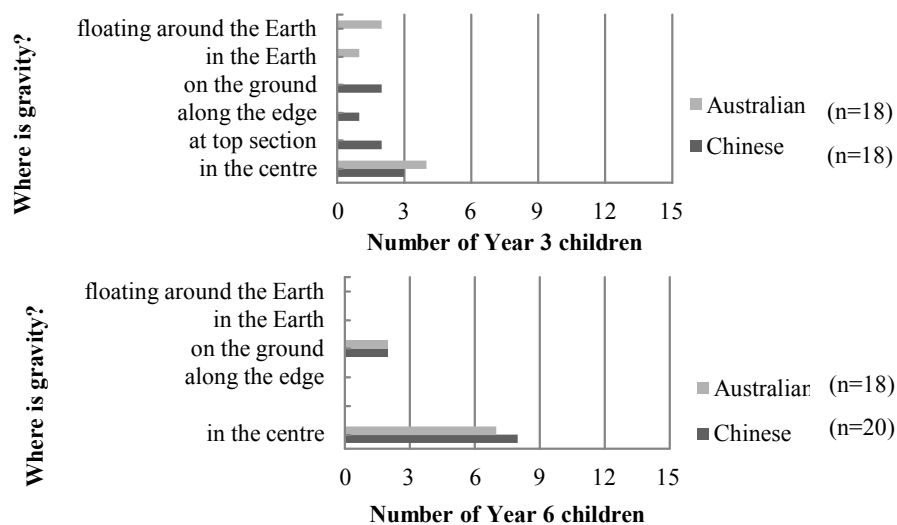 Where is gravity?
floating around the Earth
in the Earth
on the ground
along the edge
at top section
in the centre
0 3 6 9 12 15
Number of Year 3 children
Australian (n=18)
Chinese (n=18)
Where is gravity?
floating around the Earth
in the Earth
on the ground
along the edge
in the centre
0 3 6 9 12 15
Number of Year 6 children
Australian (n=18)
Chinese (n=20)